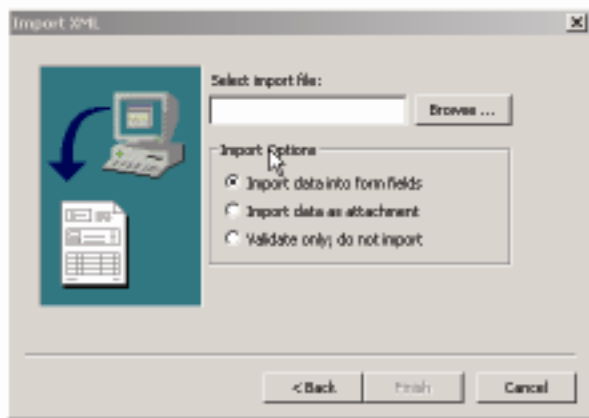 Import XML
Select import file:
Browse ...
Import Options
Import data into form fields
Import data as attachment
Validate only; do not import
< Back
Finish
Cancel